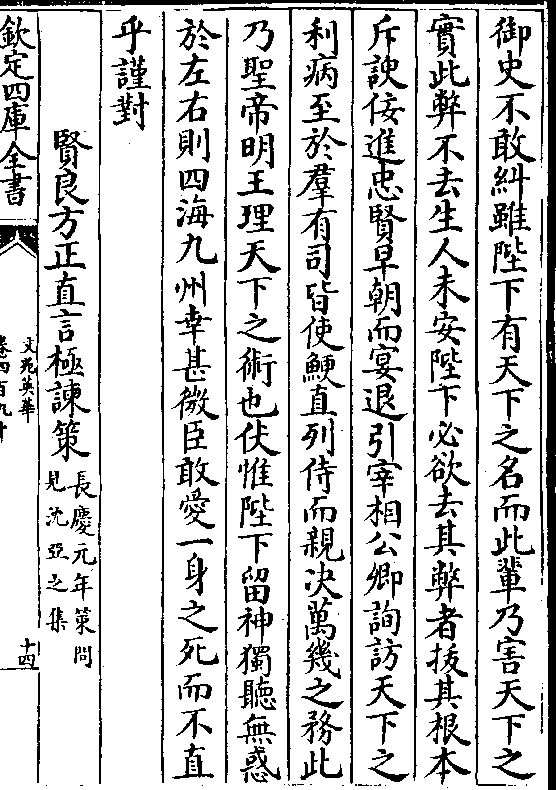 御史不敢糾雖陛下有天下之名而此輩乃害天下之
實此弊不去生人未安陛下必欲去其弊者拔其根本
斥諛佞進忠賢早朝而宴退引宰相公卿詢訪天下之
利病至於羣有司皆使鯁直列侍而親决萬幾之務此
乃聖帝明王理天下之術也伏惟陛下留神獨聽無惑
於左右則四海九州幸甚微臣敢愛一身之死而不直
乎謹對
賢良方正直言極諫策
長慶元年策問
見沈亞之集
欽定四庫全書
文苑英華
卷四百九十
十四